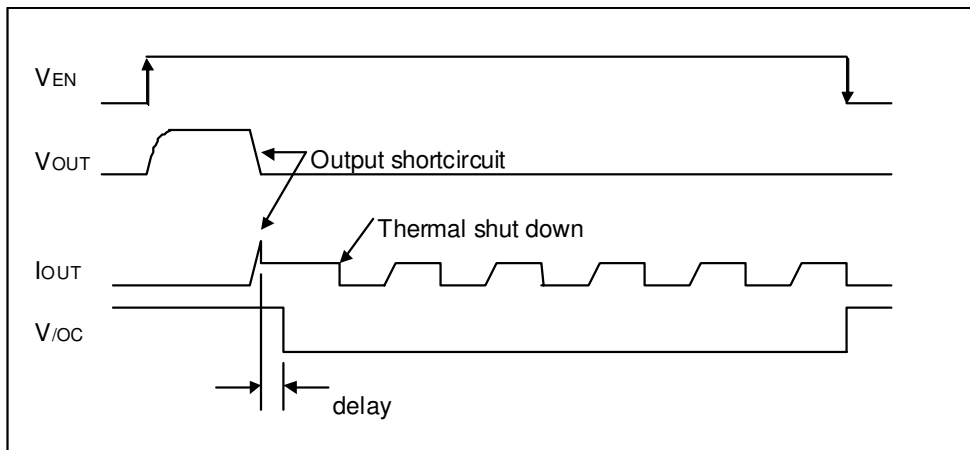 VEN
VOUT
Output shortcircuit
Thermal shut down
IOUT
V/OC
delay